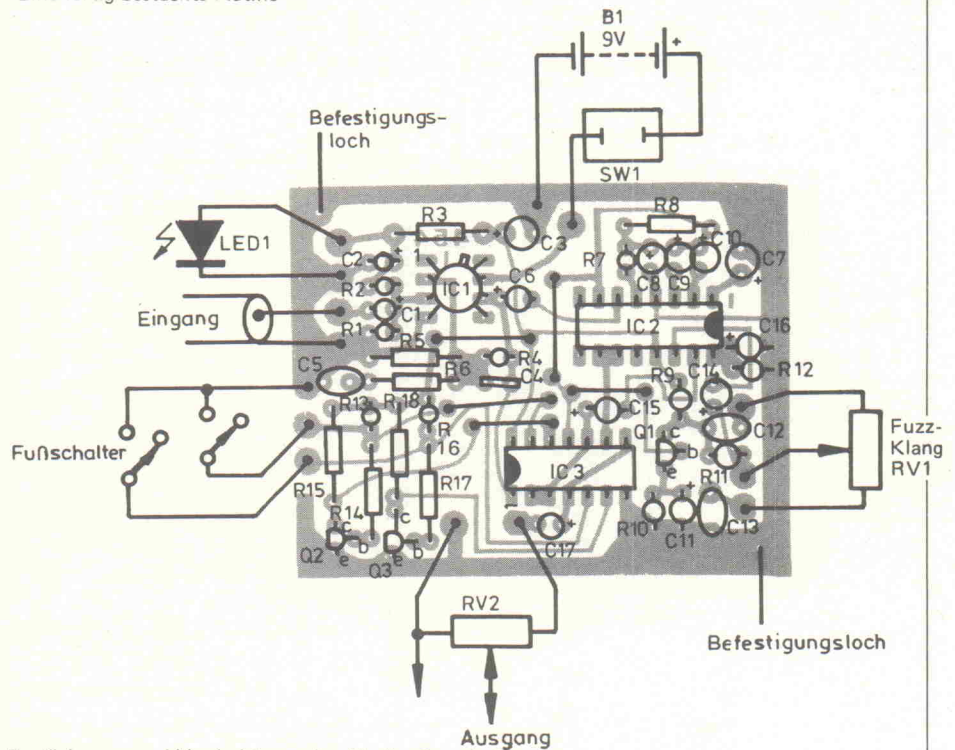 B1
9V
+
Befestigungs-
loch
SW1
R3
R8
LED1
C2
+
1
+
C3
R7
+
+
+
C10
C7
C8
C9
+
R2
IC1
C6
+
Eingang
+
C1
IC2
R1
C16
+
R5
R4
R12
C5
R6
C4
R9
C14
Fuzz-
Klang
RV1
R13
R18
R
16
+
C15
C12
Q1
c
b
e
Fußschalter
IC3
R11
R15
R17
R14
1
+
R10
C11
C13
C17
+
c
b
e
Q2
c
b
e
Q3
RV2
Befestigungsloch
Ausgang